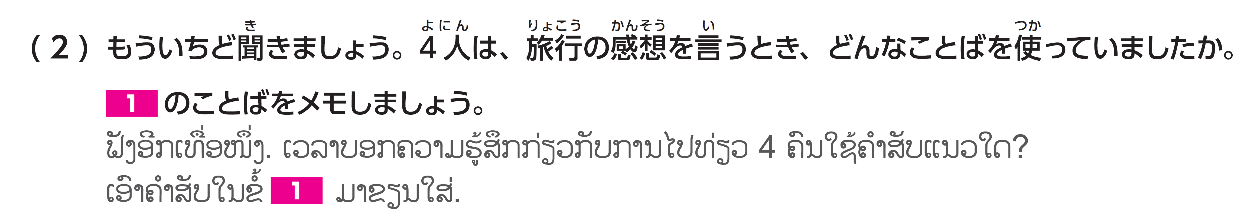 (2) もういちど聞きましょう。4人は、旅行の感想を言うとき、どんなことばを使っていましたか。
1 のことばをメモしましょう。
ຟັງອີກເທື່ອໜຶ່ງ. ເວລາບອກຄວາມຮູ້ສຶກກ່ຽວກັບການໄປທ່ຽວ 4 ຄົນໃຊ້ຄຳສັບແນວໃດ?
ເອົາຄຳສັບໃນຂໍ້ 1 ມາຂຽນໃສ່.